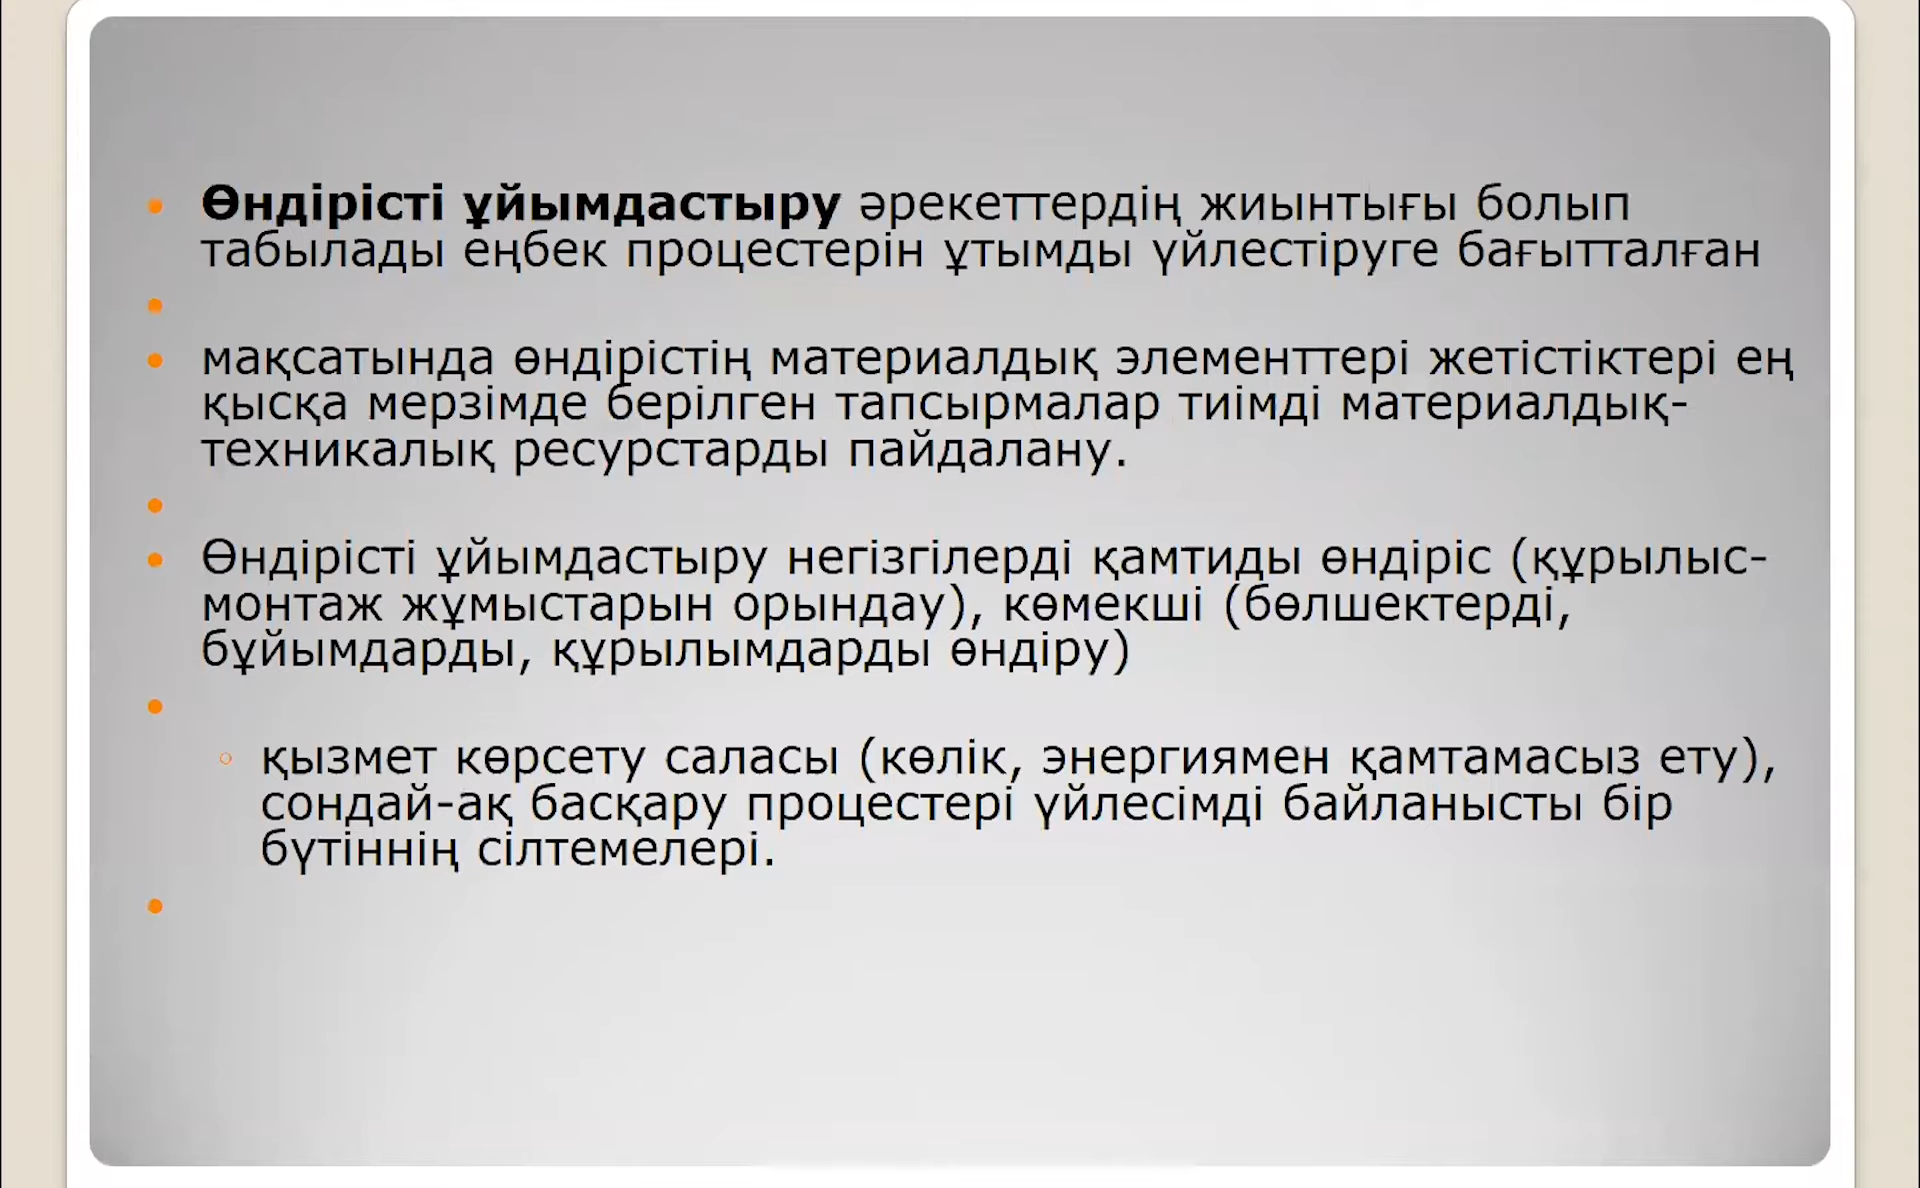 Өндірісті ұйымдастыру әрекеттердің жиынтығы болып
табылады еңбек процестерін ұтымды үйлестіруге бағытталған
мақсатында өндірістің материалдық элементтері жетістіктері ең
қысқа мерзімде берілген тапсырмалар тиімді материалдық-
техникалық ресурстарды пайдалану.
Өндірісті ұйымдастыру негізгілерді қамтиды өндіріс (құрылыс-
монтаж жұмыстарын орындау), көмекші (бөлшектерді,
бұйымдарды, құрылымдарды өндіру)
қызмет көрсету саласы (көлік, энергиямен қамтамасыз ету),
сондай-ақ басқару процестері үйлесімді байланысты бір
бүтіннің сілтемелері.